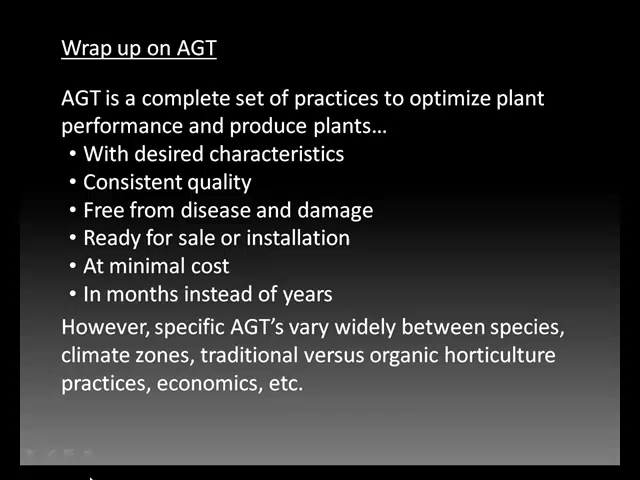 Wrap up on AGT
AGT is a complete set of practices to optimize plant
performance and produce plants…
• With desired characteristics
• Consistent quality
• Free from disease and damage
• Ready for sale or installation
• At minimal cost
• In months instead of years
However, specific AGT’s vary widely between species,
climate zones, traditional versus organic horticulture
practices, economics, etc.